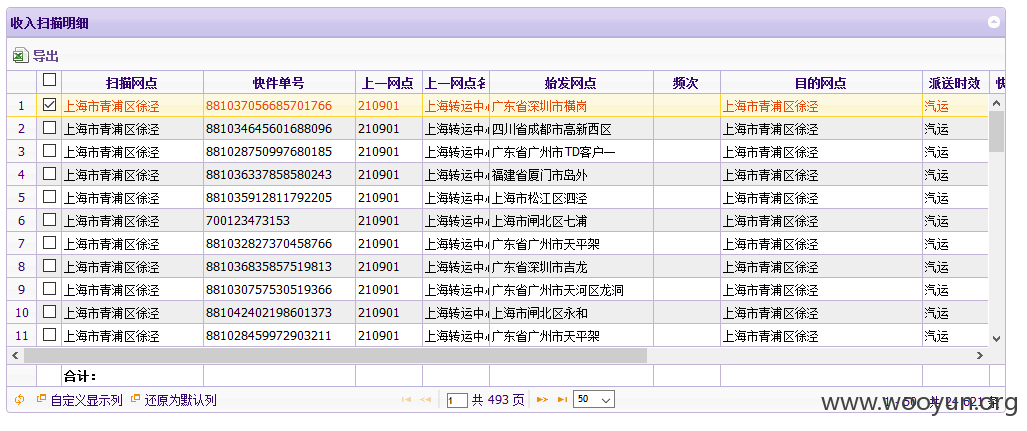 收入扫描明细
导出
扫描网点 快件单号 上一网点 上一网点名 始发网点 频次 目的网点 派送时效
1 上海市青浦区徐泾 881037056685701766 210901 上海转运中心 广东省深圳市横岗 上海市青浦区徐泾 汽运
2 上海市青浦区徐泾 881034645601688096 210901 上海转运中心 四川省成都市高新西区 上海市青浦区徐泾 汽运
3 上海市青浦区徐泾 881028750997680185 210901 上海转运中心 广东省广州市TD客户一 上海市青浦区徐泾 汽运
4 上海市青浦区徐泾 881036337858580243 210901 上海转运中心 福建省厦门市岛外 上海市青浦区徐泾 汽运
5 上海市青浦区徐泾 881035912811792205 210901 上海转运中心 上海市松江区泗泾 上海市青浦区徐泾 汽运
6 上海市青浦区徐泾 700123473153 210901 上海转运中心 上海市闸北区七浦 上海市青浦区徐泾 汽运
7 上海市青浦区徐泾 881032827370458766 210901 上海转运中心 广东省广州市天平架 上海市青浦区徐泾 汽运
8 上海市青浦区徐泾 881036835857519813 210901 上海转运中心 广东省深圳市吉龙 上海市青浦区徐泾 汽运
9 上海市青浦区徐泾 881030757530519366 210901 上海转运中心 广东省广州市天河区龙洞 上海市青浦区徐泾 汽运
10 上海市青浦区徐泾 881042402198601373 210901 上海转运中心 上海市闸北区永和 上海市青浦区徐泾 汽运
11 上海市青浦区徐泾 881028459972903211 210901 上海转运中心 广东省广州市天平架 上海市青浦区徐泾 汽运
合计：
自定义显示列 还原为默认列 1 共 493 页 50 www.wooyun.org